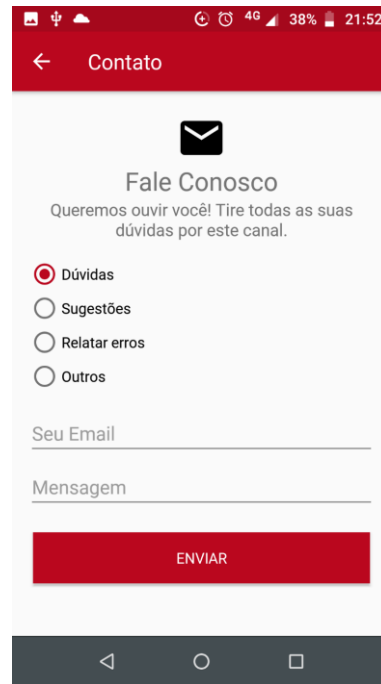 4G 38% 21:52
Contato
Fale Conosco
Queremos ouvir você! Tire todas as suas
dúvidas por este canal.
Dúvidas
Sugestões
Relatar erros
Outros
Seu Email
Mensagem
ENVIAR